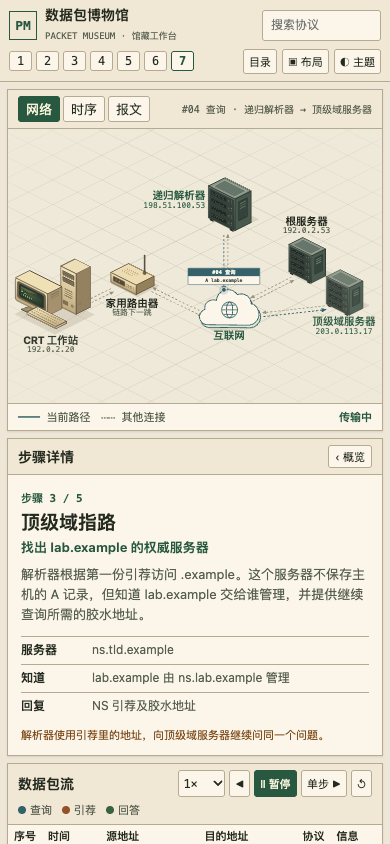 PM
数据包博物馆
PACKET MUSEUM · 馆藏工作台
搜索协议
1 2 3 4 5 6 7
目录
▣ 布局
◐ 主题
网络 时序 报文
#04 查询 · 递归解析器 → 顶级域服务器
递归解析器
198.51.100.53
根服务器
192.0.2.53
#04 查询
A lab.example
家用路由器
链路下一跳
互联网
顶级域服务器
203.0.113.17
CRT 工作站
192.0.2.20
当前路径
其他连接
传输中
步骤详情
‹ 概览
步骤 3 / 5
顶级域指路
找出 lab.example 的权威服务器
解析器根据第一份引荐访问 .example。这个服务器不保存主
机的 A 记录，但知道 lab.example 交给谁管理，并提供继续
查询所需的胶水地址。
服务器 ns.tld.example
知道 lab.example 由 ns.lab.example 管理
回复 NS 引荐及胶水地址
解析器使用引荐里的地址，向顶级域服务器继续问同一个问题。
数据包流
1×
◀
Ⅱ 暂停
单步 ▶
↺
查询 引荐 回答
序号 时间 源地址 目的地址 协议 信息